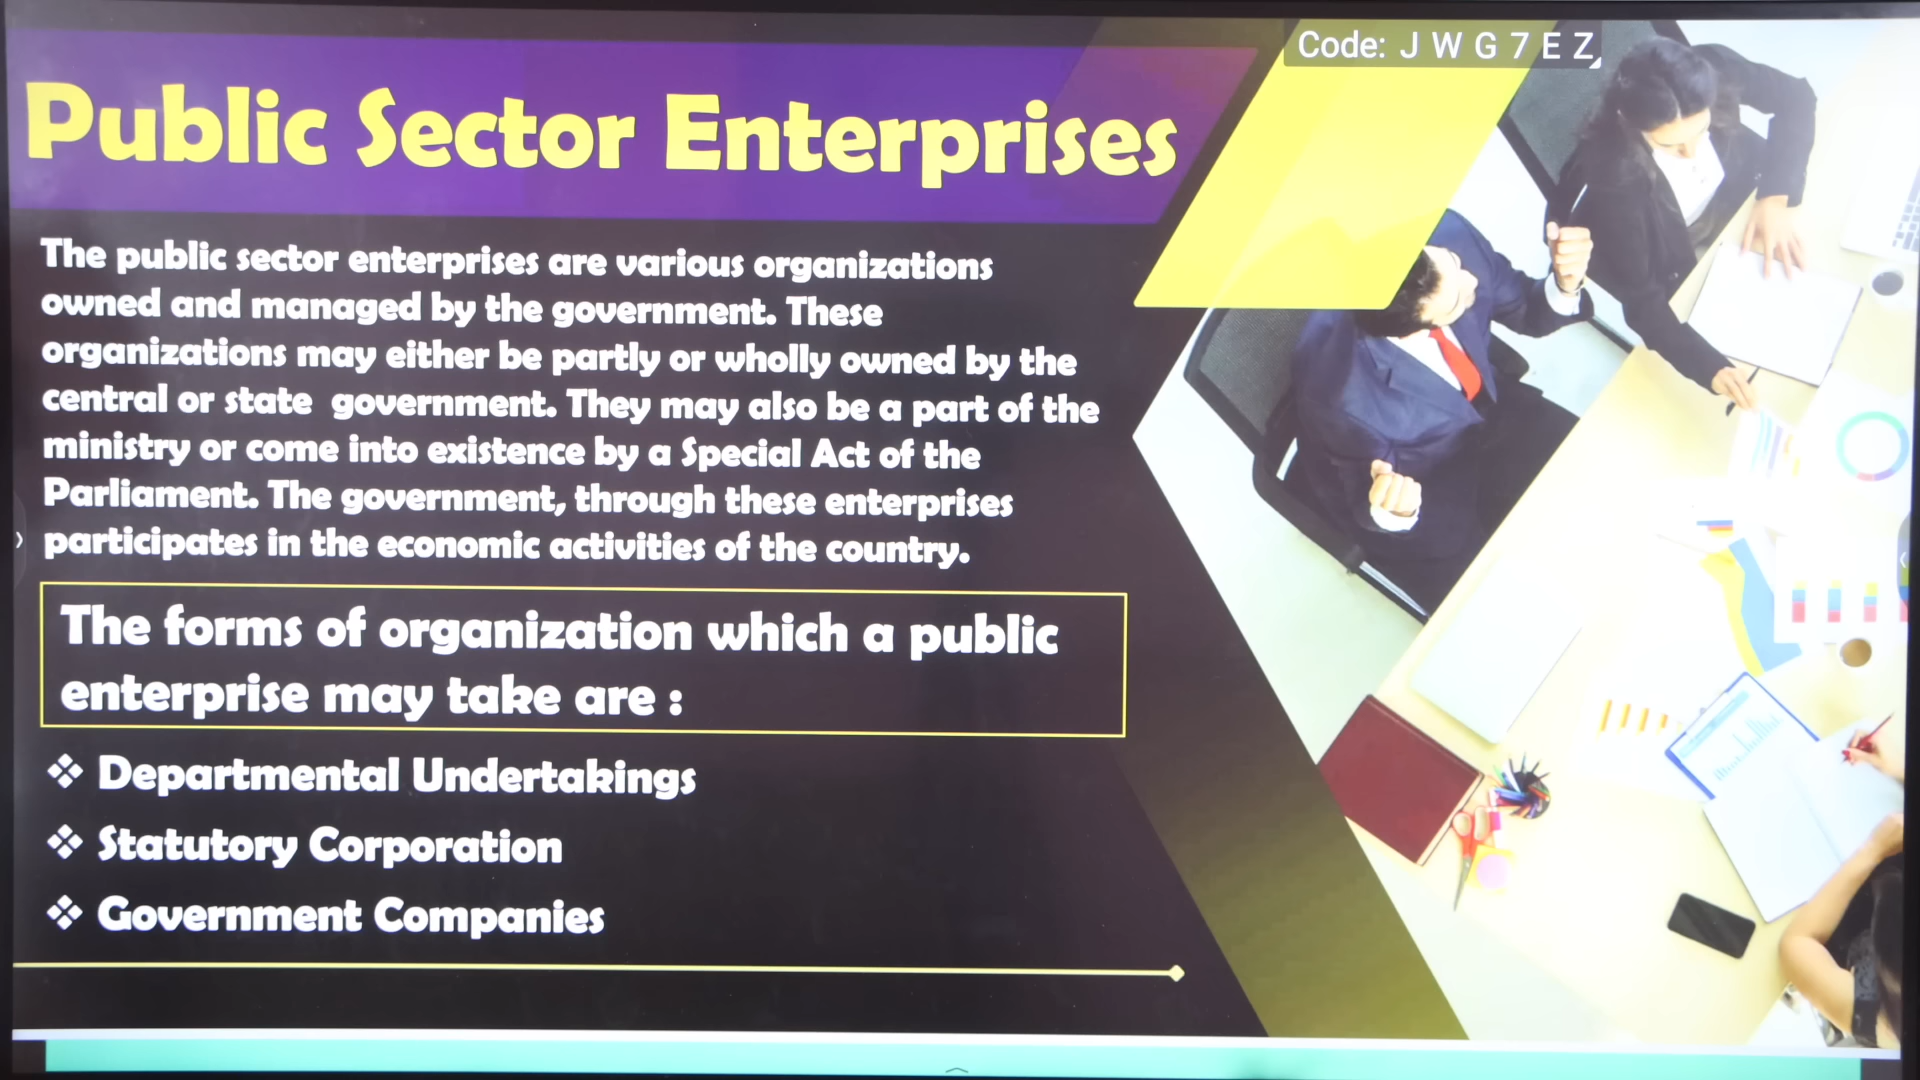 Code: J W G 7 E Z
Public Sector Enterprises
The public sector enterprises are various organizations
owned and managed by the government. These
organizations may either be partly or wholly owned by the
central or state government. They may also be a part of the
ministry or come into existence by a Special Act of the
Parliament. The government, through these enterprises
participates in the economic activities of the country.
The forms of organization which a public
enterprise may take are :
❖ Departmental Undertakings
❖ Statutory Corporation
❖ Government Companies